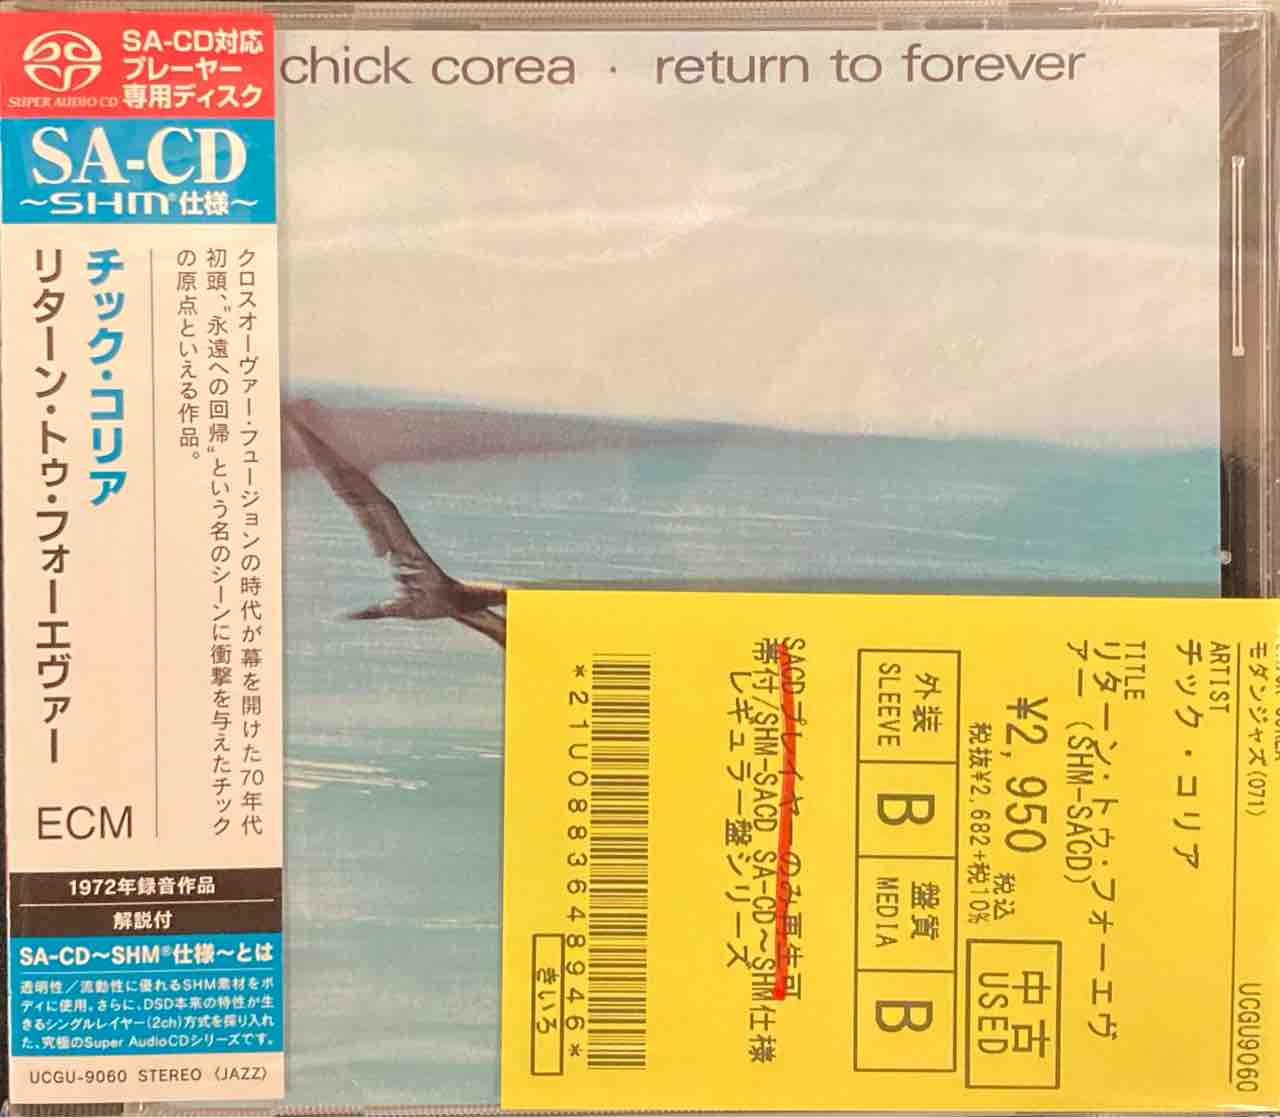 SUPER AUDIO CD
SA-CD対応
プレーヤー
専用ディスク
SA-CD
～SHM®仕様～
チック・コリア
リターン・トゥ・フォーエヴァー
クロスオーヴァー・フュージョンの時代が幕を開けた70年代
初頭、"永遠への回帰"という名のシーンに衝撃を与えたチック
の原点といえる作品。
ECM
1972年録音作品
解説付
SA-CD～SHM®仕様～とは
透明性／流動性に優れるSHM素材をボ
ディに使用。さらに、DSD本来の特性が生
きるシングルレイヤー(2ch)方式を採り入れ
た、究極のSuper Audio CDシリーズです。
UCGU-9060 STEREO 〈JAZZ〉
chick corea · return to forever
モダンジャズ(071)
UCGU9060
ARTIST
チック・コリア
TITLE
リターン・トゥ・フォーエヴ
アー (SHM-SACD)
¥2,950 税込
税抜¥2,682+税10%
中古
USED
外装
SLEEVE
B
盤質
MEDIA
B
SACDプレイヤーのみ再生可
帯付/SHM-SACD SA-CD～SHM仕様
レギュラー盤シリーズ
*21U0883648946*
きいろ